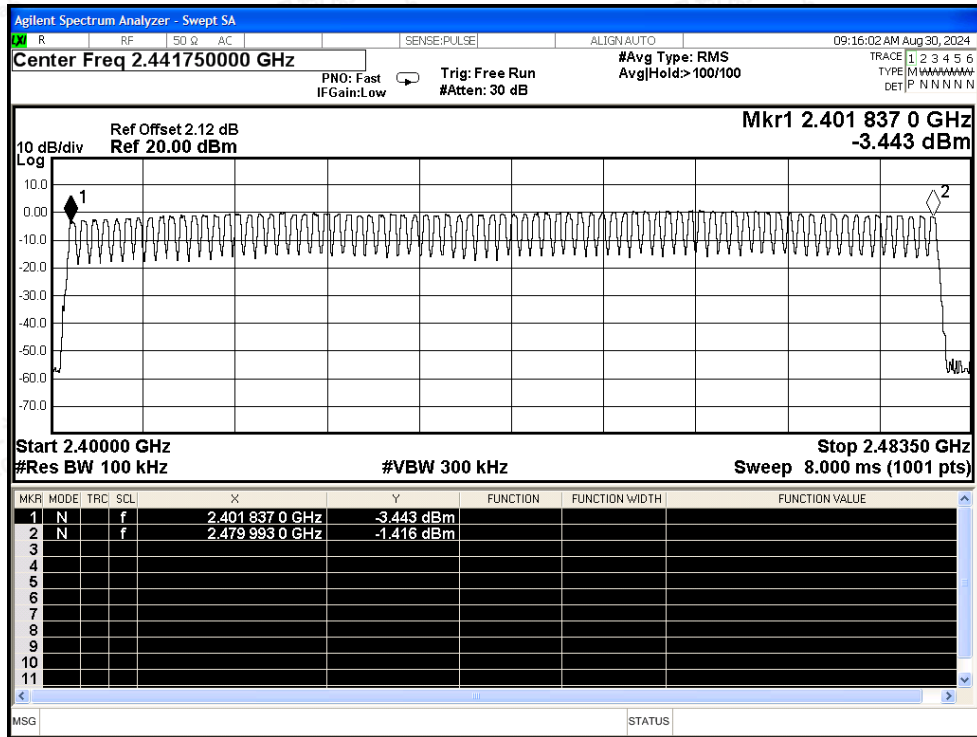 Agilent Spectrum Analyzer - Swept SA
LXI R RF 50 Ω AC SENSE:PULSE ALIGN AUTO 09:16:02 AM Aug 30, 2024
Center Freq 2.441750000 GHz
PNO: Fast
IFGain:Low
Trig: Free Run
#Atten: 30 dB
#Avg Type: RMS
Avg|Hold:>100/100
TRACE 1 2 3 4 5 6
TYPE M
DET P N N N N N
Ref Offset 2.12 dB
10 dB/div Ref 20.00 dBm
Log
Mkr1 2.401 837 0 GHz
-3.443 dBm
10.0
0.00
-10.0
-20.0
-30.0
-40.0
-50.0
-60.0
-70.0
1
2
Start 2.40000 GHz Stop 2.48350 GHz
#Res BW 100 kHz #VBW 300 kHz Sweep 8.000 ms (1001 pts)
MKR MODE TRC SCL X Y FUNCTION FUNCTION WIDTH FUNCTION VALUE
1 N f 2.401 837 0 GHz -3.443 dBm
2 N f 2.479 993 0 GHz -1.416 dBm
3
4
5
6
7
8
9
10
11
MSG STATUS